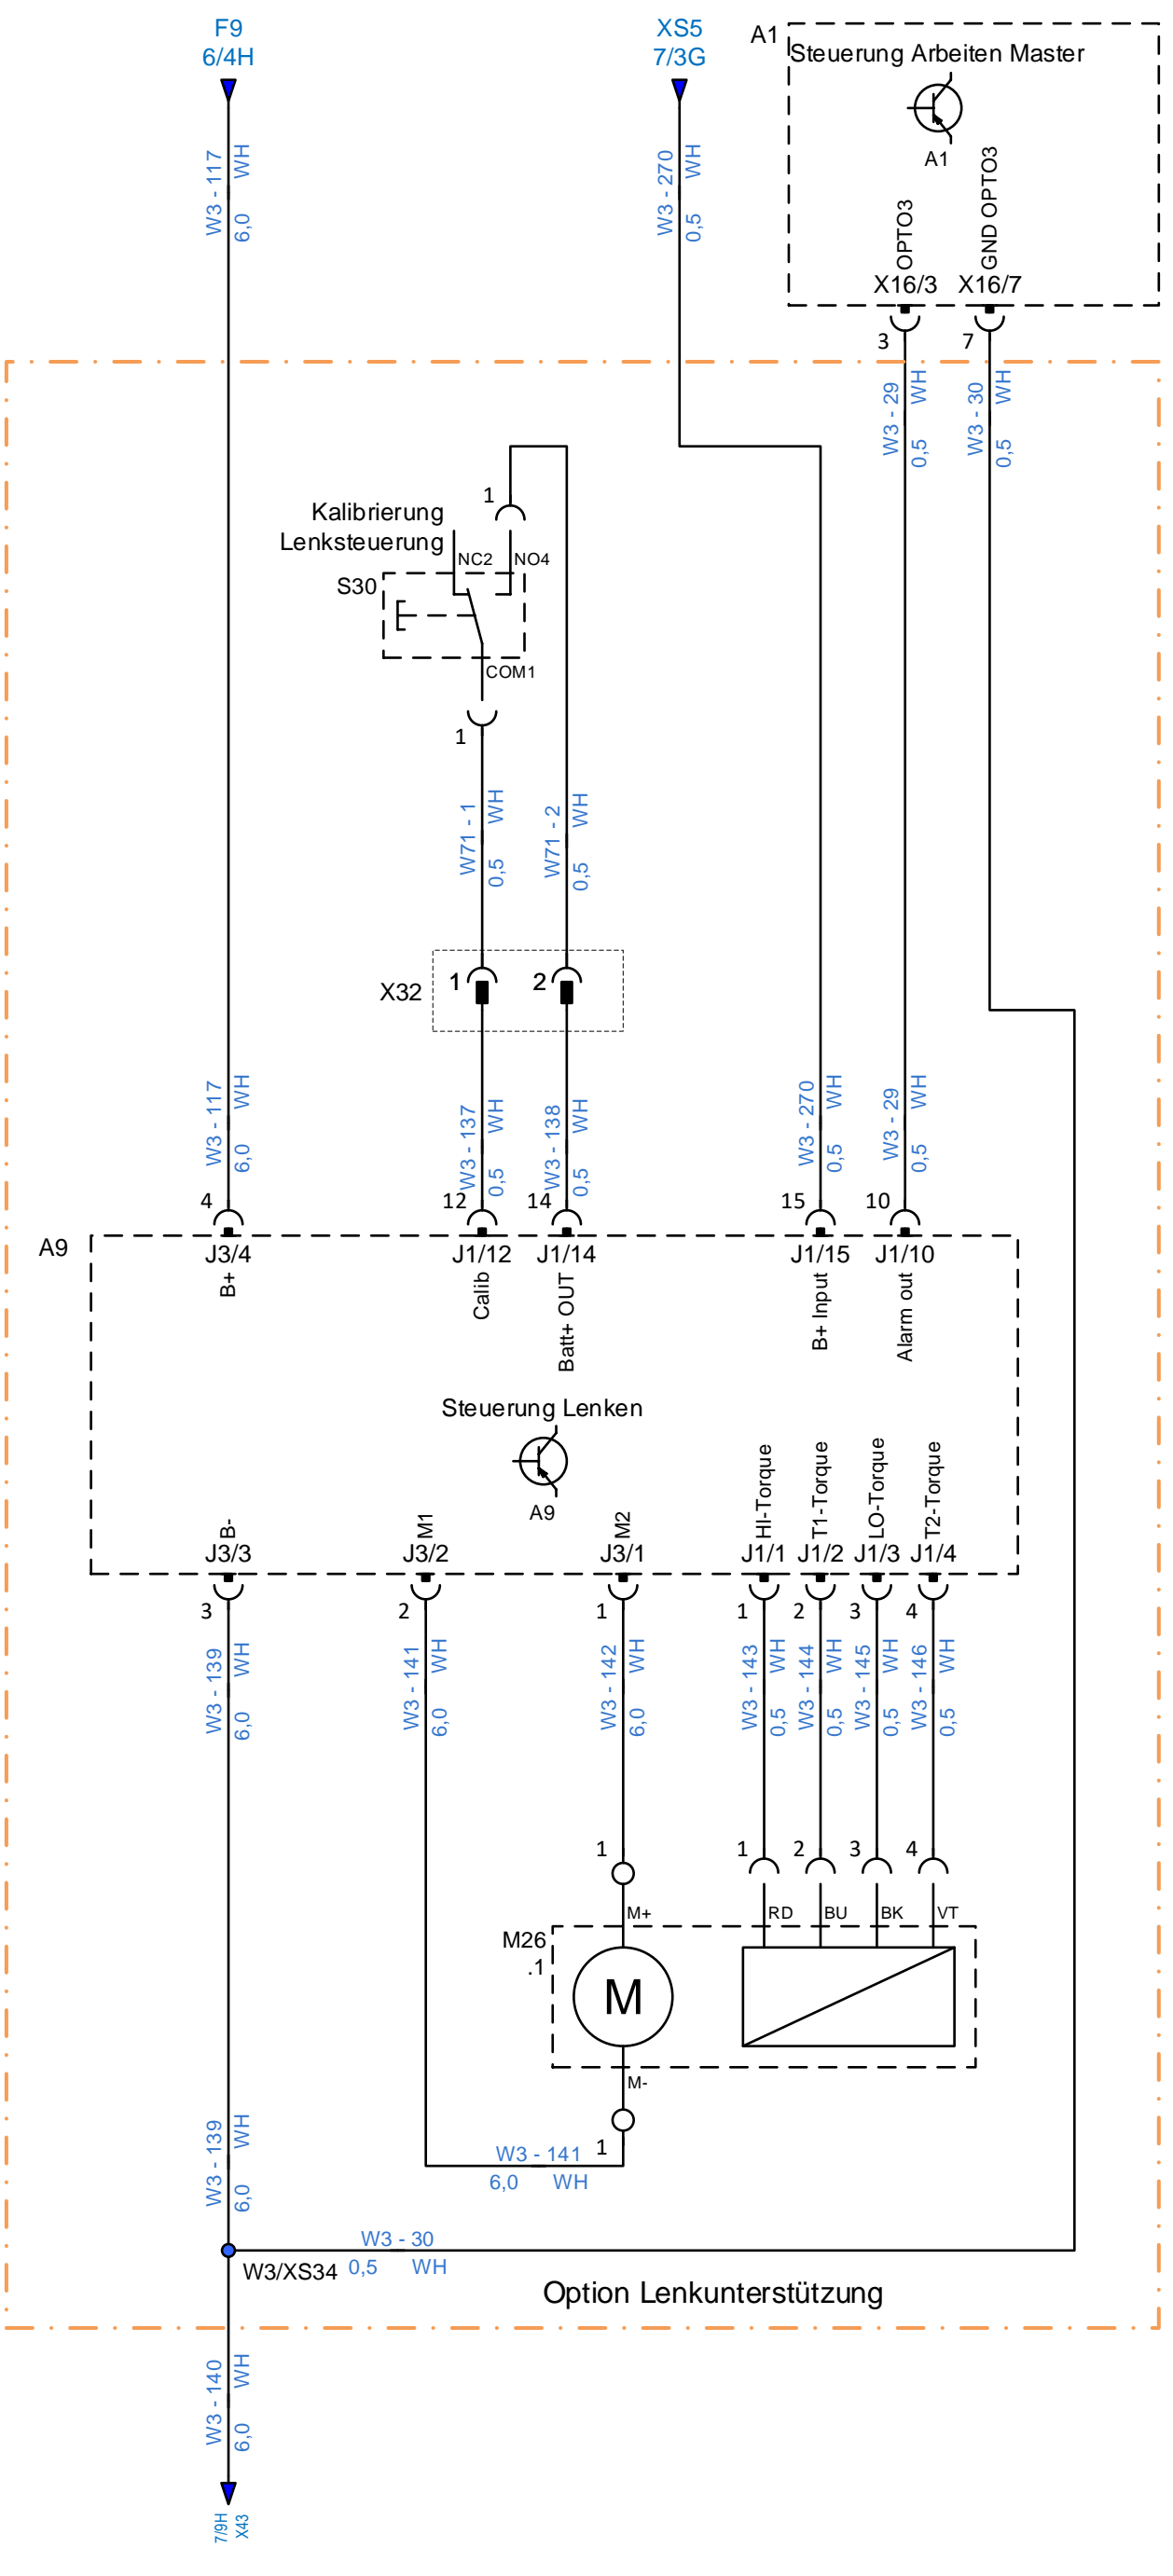 F9
6/4H
XS5
7/3G
A1
Steuerung Arbeiten Master
A1
OPTO3
GND OPTO3
X16/3
X16/7
3
7
W3 - 117
WH
6,0
W3 - 270
WH
0,5
W3 - 29
WH
0,5
W3 - 30
WH
0,5
Kalibrierung
Lenksteuerung
1
NC2
NO4
S30
COM1
1
W71 - 1
WH
0,5
W71 - 2
WH
0,5
X32
1
2
W3 - 117
WH
6,0
W3 - 137
WH
0,5
W3 - 138
WH
0,5
W3 - 270
WH
0,5
W3 - 29
WH
0,5
4
12
14
15
10
A9
J3/4
J1/12
J1/14
J1/15
J1/10
B+
Calib
Batt+ OUT
B+ Input
Alarm out
Steuerung Lenken
A9
B-
M1
M2
HI-Torque
T1-Torque
LO-Torque
T2-Torque
J3/3
J3/2
J3/1
J1/1
J1/2
J1/3
J1/4
3
2
1
1
2
3
4
W3 - 139
WH
6,0
W3 - 141
WH
6,0
W3 - 142
WH
6,0
W3 - 143
WH
0,5
W3 - 144
WH
0,5
W3 - 145
WH
0,5
W3 - 146
WH
0,5
1
1
2
3
4
M+
RD
BU
BK
VT
M26
.1
M
M-
1
W3 - 141
6,0
WH
W3 - 139
WH
6,0
W3 - 30
W3/XS34
0,5
WH
Option Lenkunterstützung
W3 - 140
WH
6,0
7/9H
X43